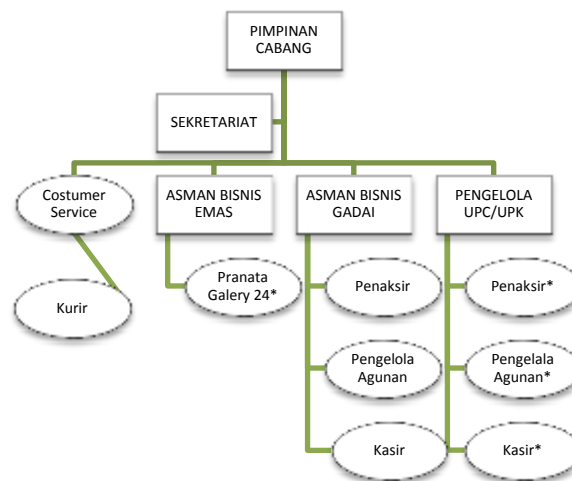 PIMPINAN
CABANG
SEKRETARIAT
Costumer
Service
ASMAN BISNIS
EMAS
ASMAN BISNIS
GADAI
PENGELOLA
UPC/UPK
Kurir
Pranata
Galery 24*
Penaksir
Penaksir*
Pengelola
Agunan
Pengelala
Agunan*
Kasir
Kasir*